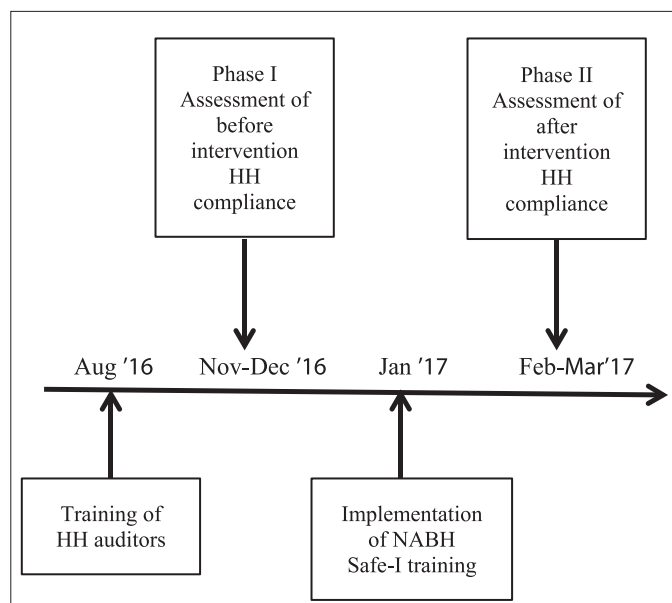 Phase I
Assessment of
before
intervention
HH
compliance
Phase II
Assessment of
after
intervention
HH
compliance
Aug '16 Nov-Dec '16 Jan '17 Feb-Mar'17
Training of
HH auditors
Implementation
of NABH
Safe-I training